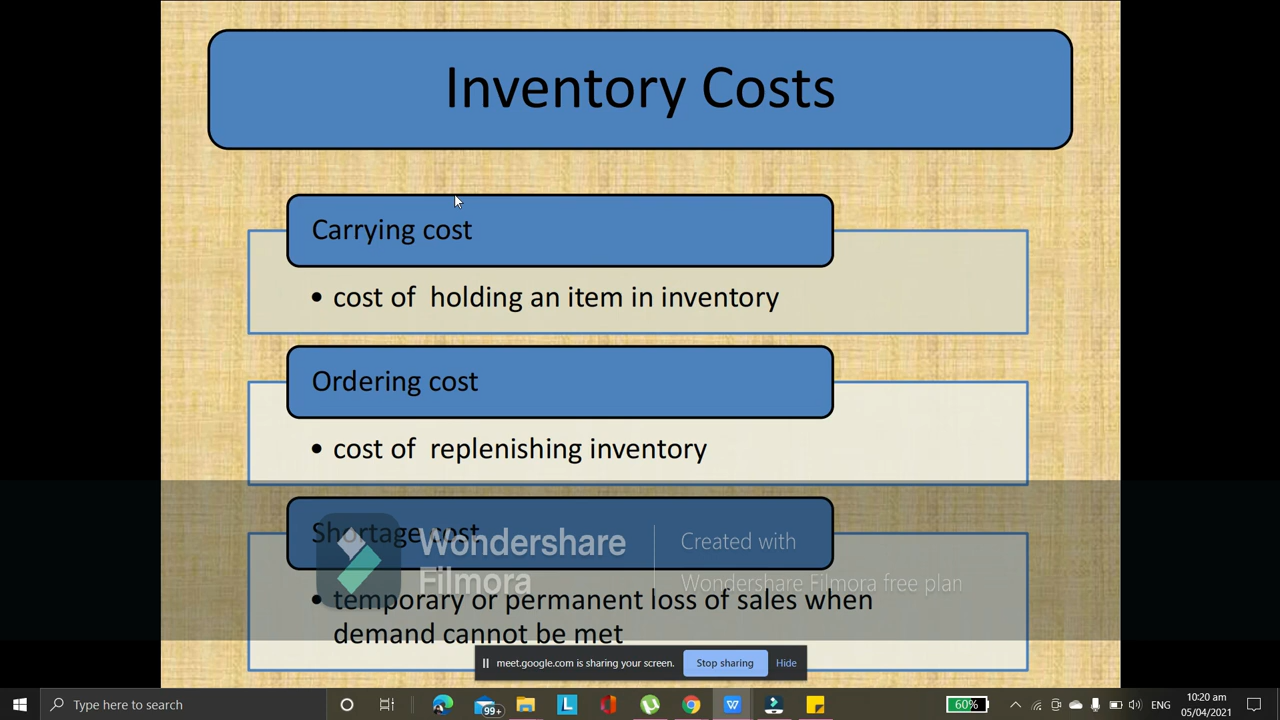 Inventory Costs
Carrying cost
• cost of holding an item in inventory
Ordering cost
• cost of replenishing inventory
Shortage cost
Wondershare
Filmora
Created with
Wondershare Filmora free plan
• temporary or permanent loss of sales when
demand cannot be met
meet.google.com is sharing your screen.
Stop sharing
Hide
Type here to search
99+
L
W
60%
ENG
10:20 am
05/04/2021